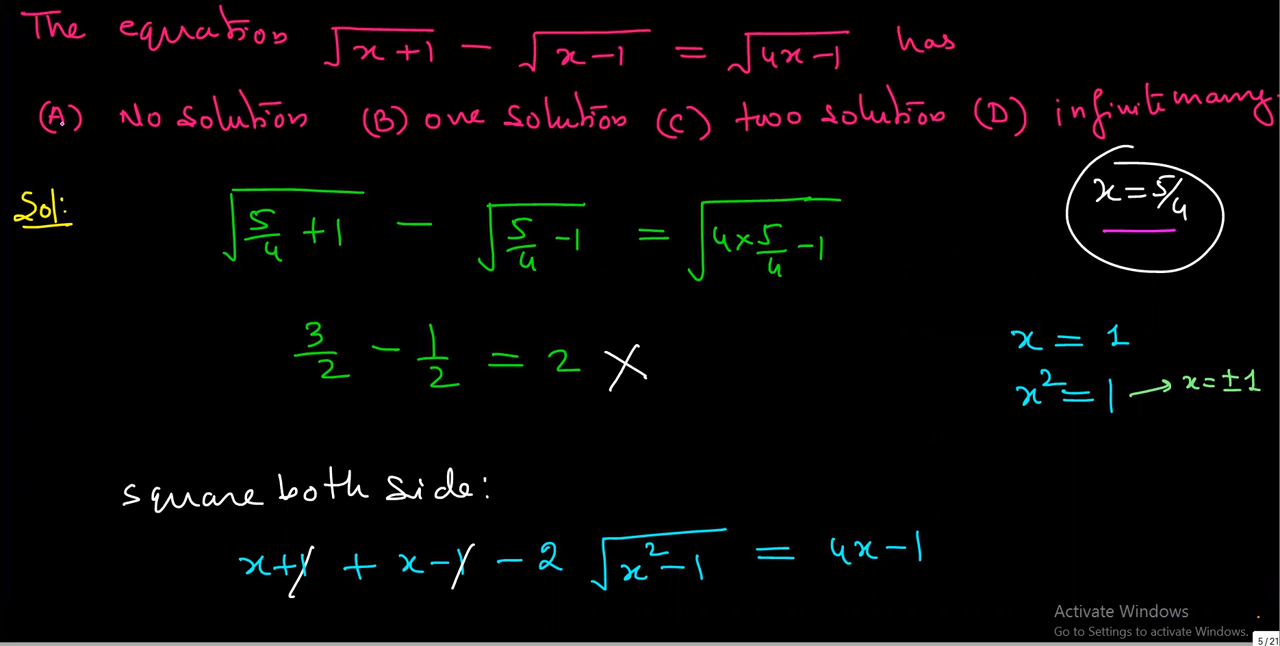 The equation √(x+1) − √(x−1) = √(4x−1) has
(A) No solution (B) one solution (C) two solution (D) infinite many.
Sol:
x = 5/4
√(5/4 + 1) − √(5/4 − 1) = √(4 × 5/4 − 1)
3/2 − 1/2 = 2 ×
x = 1
x² = 1 → x = ±1
square both side:
x+1 + x−1 − 2 √(x²−1) = 4x−1
Activate Windows
Go to Settings to activate Windows.
5 / 21